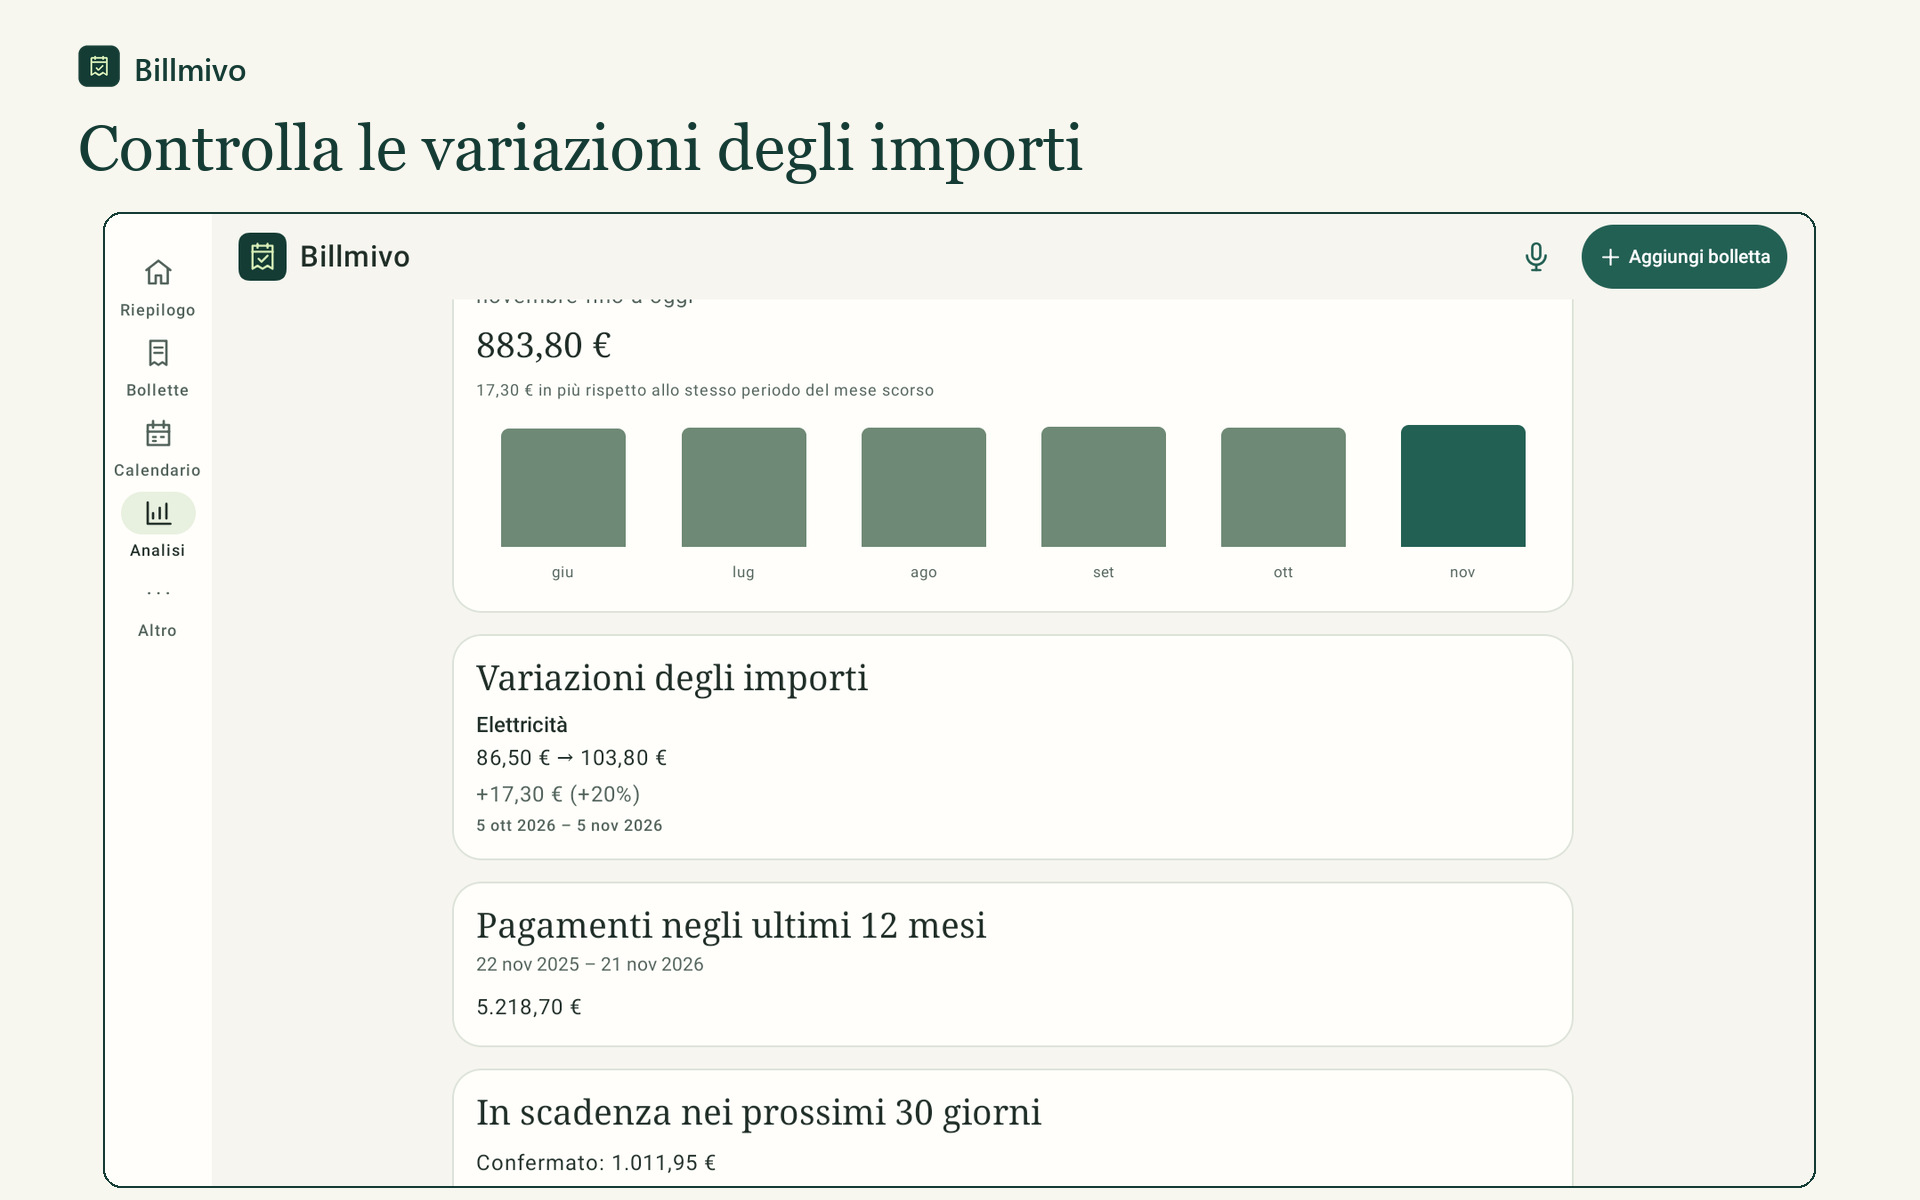 Billmivo
Controlla le variazioni degli importi
Billmivo
Aggiungi bolletta
Riepilogo
Bollette
Calendario
Analisi
Altro
novembre fino a oggi
883,80 €
17,30 € in più rispetto allo stesso periodo del mese scorso
giu lug ago set ott nov
Variazioni degli importi
Elettricità
86,50 € → 103,80 €
+17,30 € (+20%)
5 ott 2026 – 5 nov 2026
Pagamenti negli ultimi 12 mesi
22 nov 2025 – 21 nov 2026
5.218,70 €
In scadenza nei prossimi 30 giorni
Confermato: 1.011,95 €